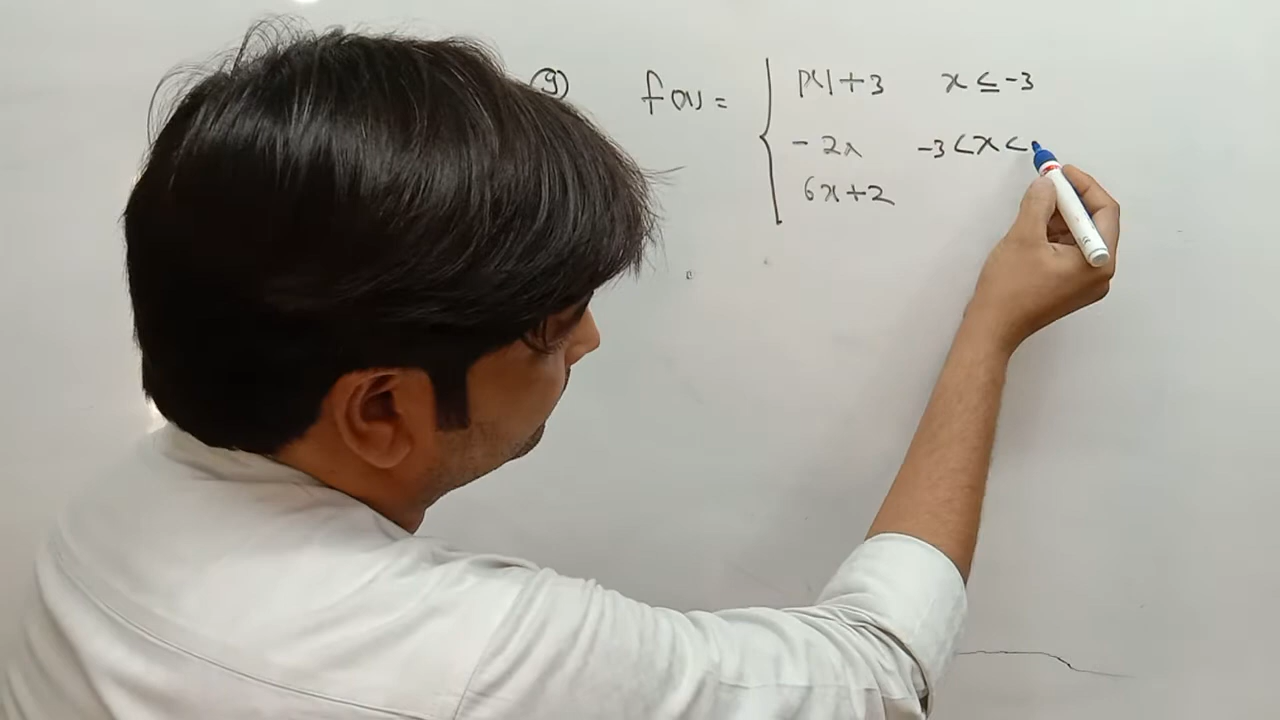 9) f(x) = { |x|+3 x ≤ -3
- 2x -3 < x <
6x+2